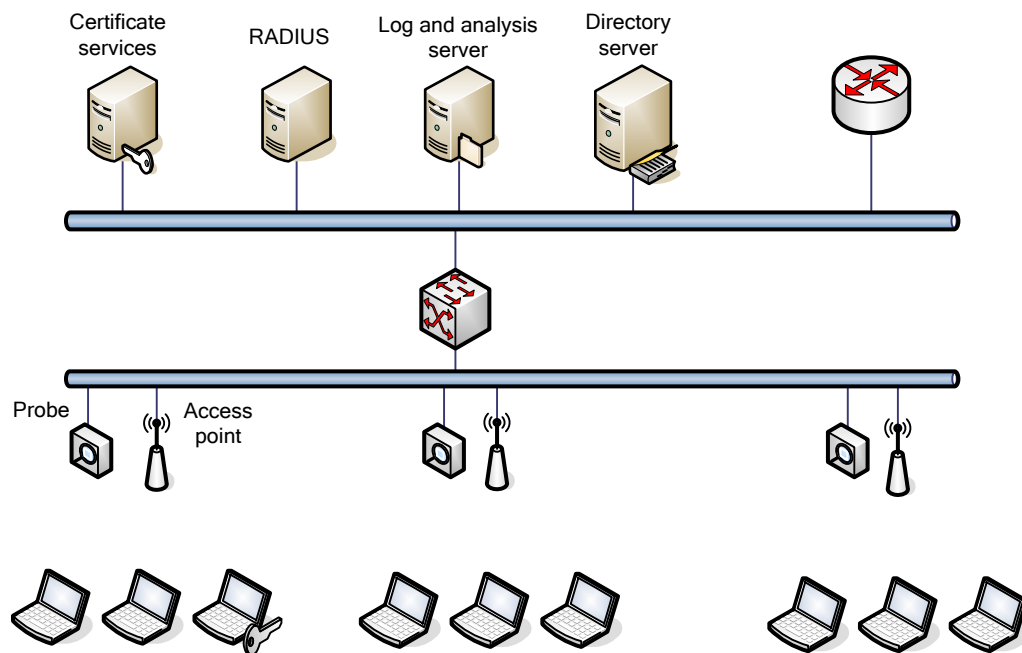 Certificate
services
RADIUS
Log and analysis
server
Directory
server
Probe
Access
point